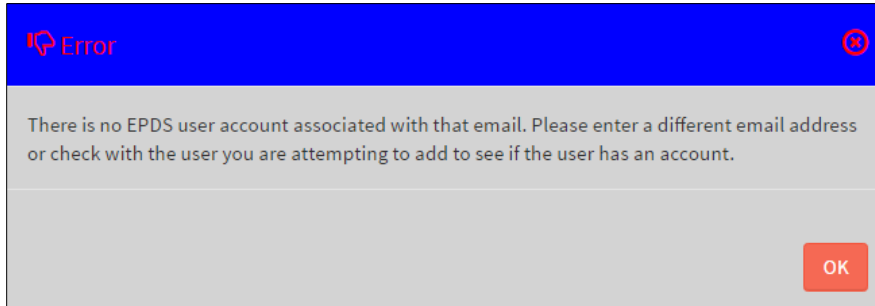 Error
There is no EPDS user account associated with that email. Please enter a different email address
or check with the user you are attempting to add to see if the user has an account.
OK